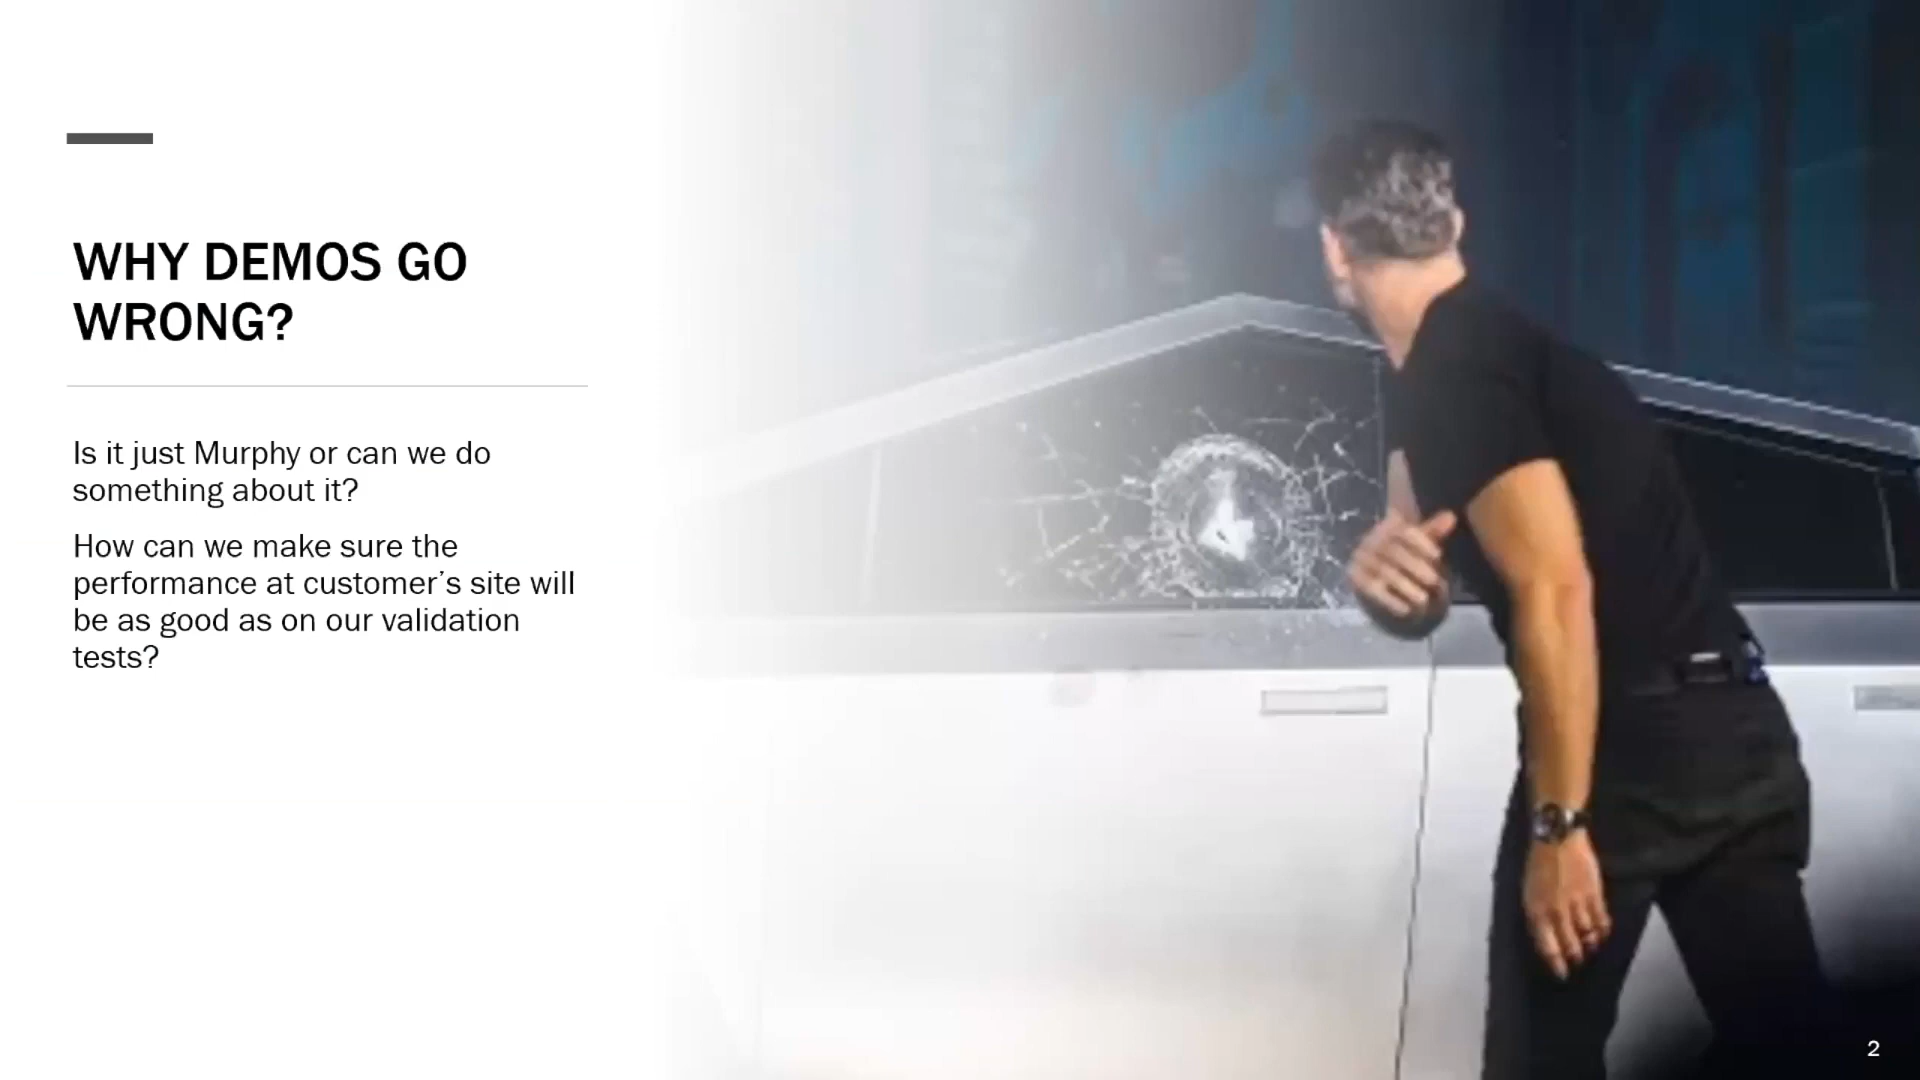 WHY DEMOS GO
WRONG?
Is it just Murphy or can we do
something about it?
How can we make sure the
performance at customer’s site will
be as good as on our validation
tests?
2